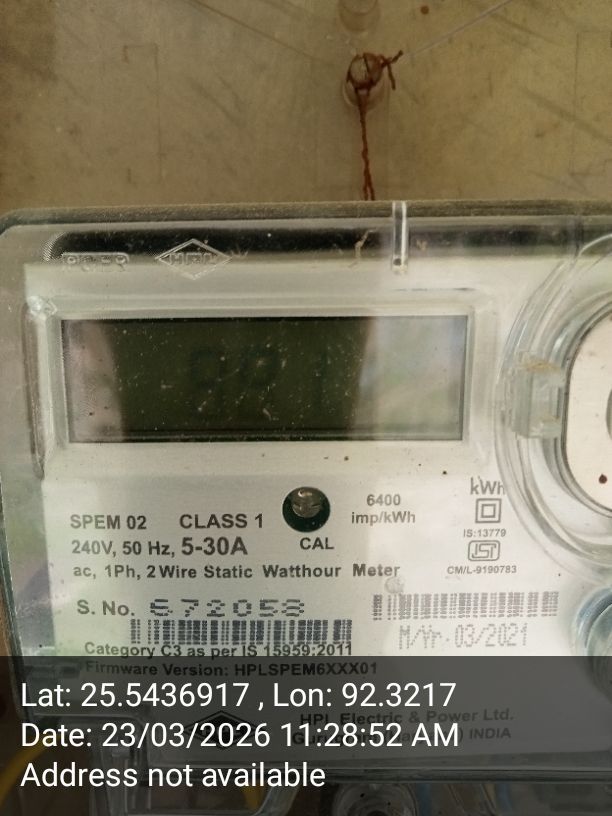 HPL
SPEM 02 CLASS 1
6400
imp/kWh
kWh
240V, 50 Hz, 5-30A
CAL
IS:13779
ac, 1Ph, 2 Wire Static Watthour Meter
CM/L-9190783
S. No. 672058
M/Yr. 03/2021
Category C3 as per IS 15959:2011
Firmware Version: HPLSPEM6XXX01
Lat: 25.5436917 , Lon: 92.3217
HPL Electric & Power Ltd.
Date: 23/03/2026 11:28:52 AM
INDIA
Address not available